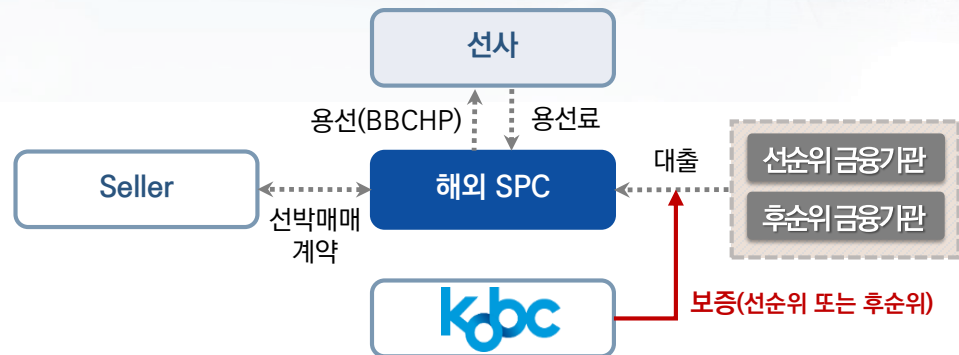 선사
용선(BBCHP)
용선료
Seller
선박매매
계약
해외 SPC
대출
선순위 금융기관
후순위 금융기관
kobc
보증(선순위 또는 후순위)